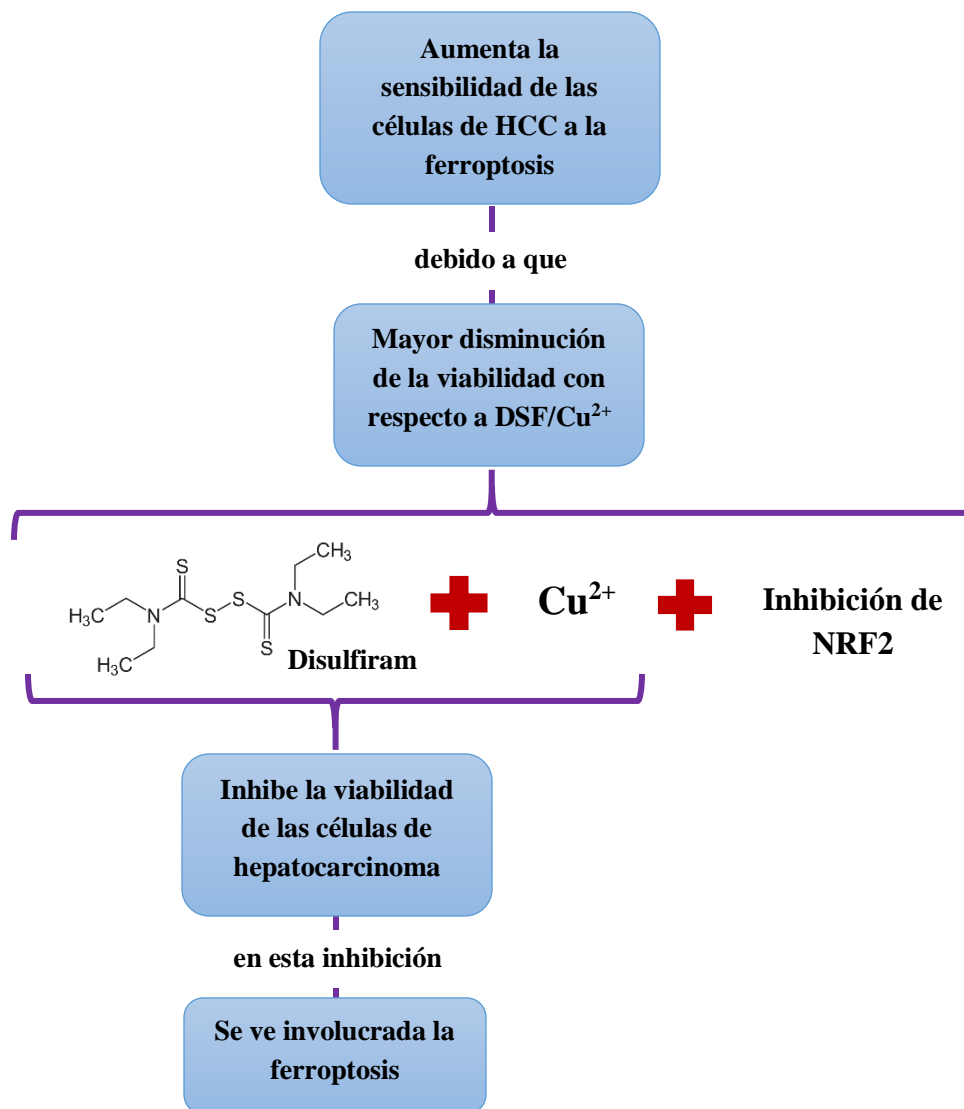 Aumenta la
sensibilidad de las
células de HCC a la
ferroptosis
debido a que
Mayor disminución
de la viabilidad con
respecto a DSF/Cu²⁺
CH₃
S
H₃C
N
S
S
N
CH₃
H₃C
S
Disulfiram
Cu²⁺
Inhibición de
NRF2
Inhibe la viabilidad
de las células de
hepatocarcinoma
en esta inhibición
Se ve involucrada la
ferroptosis